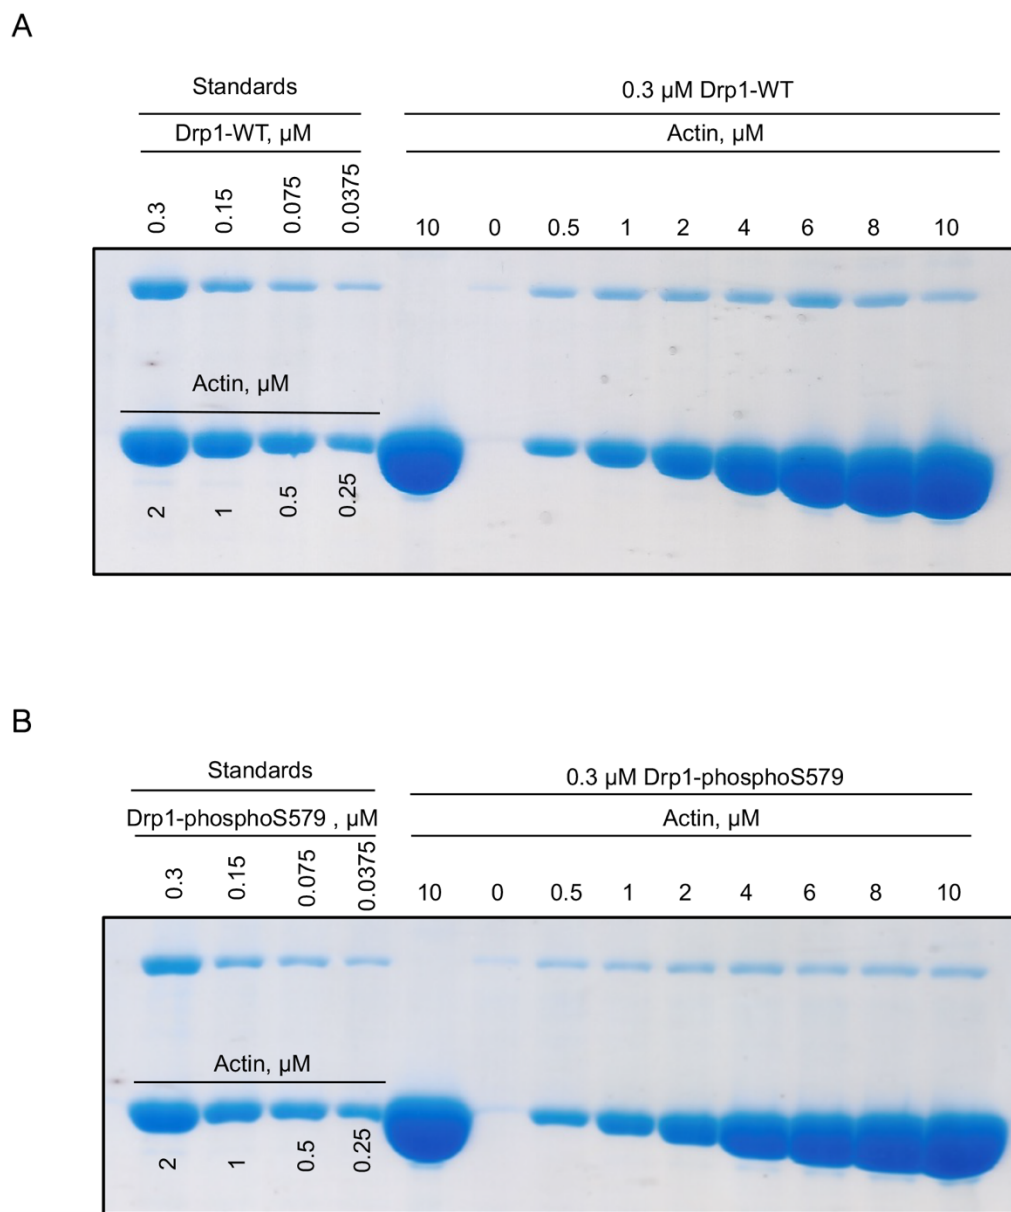 A
Standards
0.3 µM Drp1-WT
Drp1-WT, µM
Actin, µM
0.3 0.15 0.075 0.0375
10 0 0.5 1 2 4 6 8 10
Actin, µM
2 1 0.5 0.25
B
Standards
0.3 µM Drp1-phosphoS579
Drp1-phosphoS579 , µM
Actin, µM
0.3 0.15 0.075 0.0375
10 0 0.5 1 2 4 6 8 10
Actin, µM
2 1 0.5 0.25